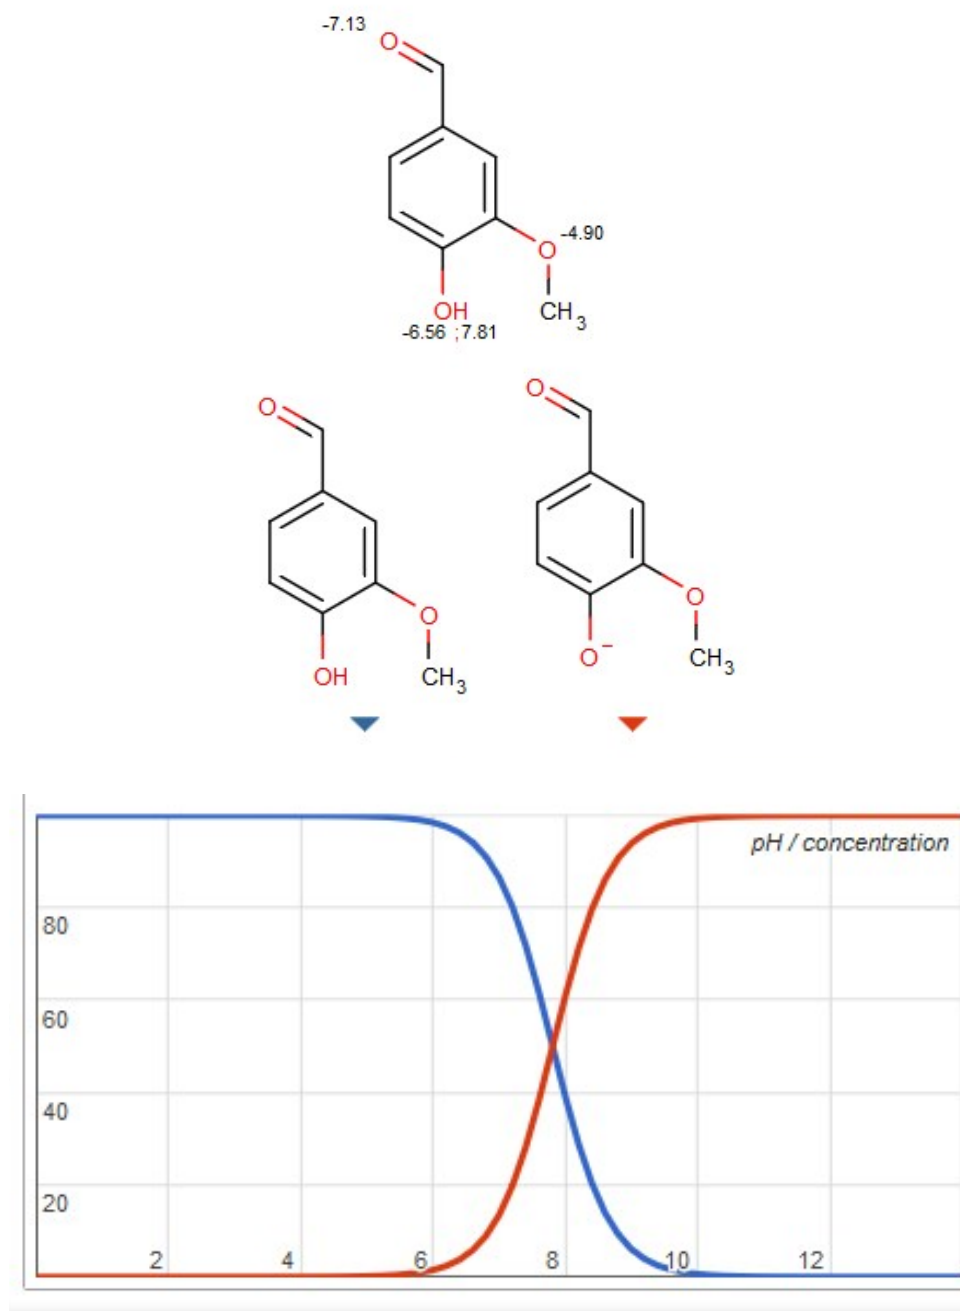 -7.13
O
O
-4.90
OH
CH3
-6.56 ;7.81
O
O
O
O
OH
CH3
O−
CH3
pH / concentration
80
60
40
20
2 4 6 8 10 12